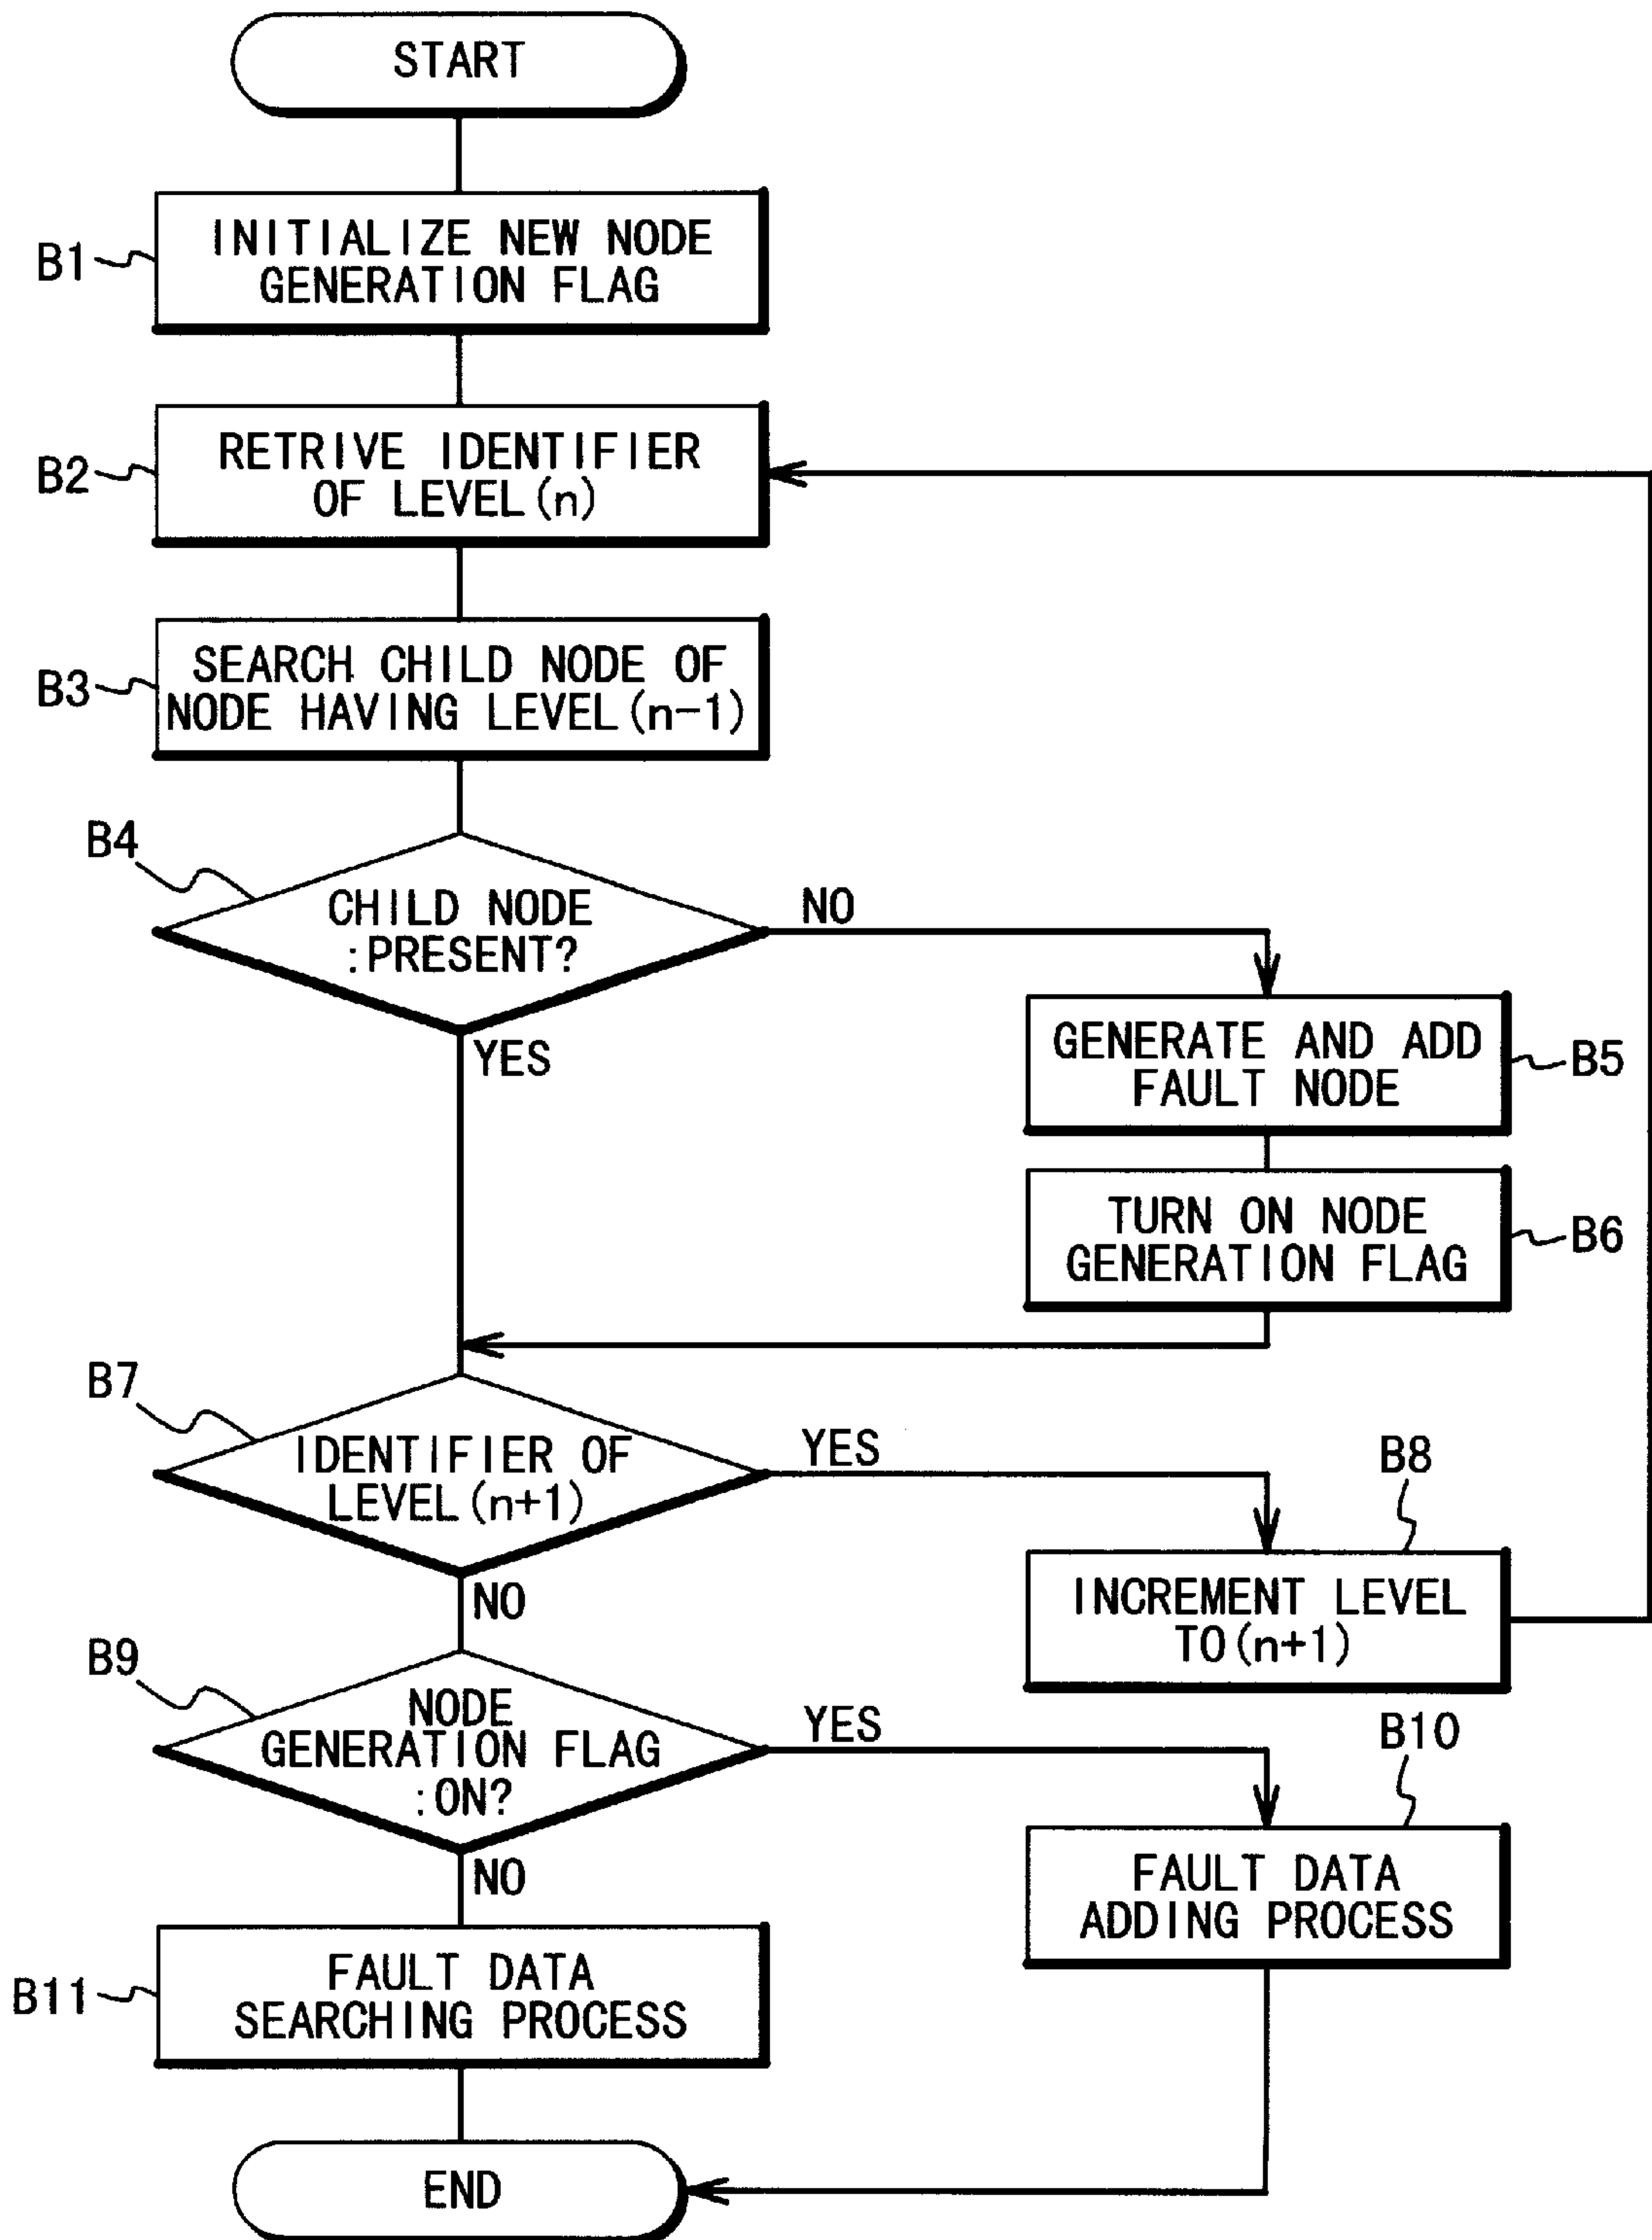 START
B1
INITIALIZE NEW NODE
GENERATION FLAG
B2
RETRIVE IDENTIFIER
OF LEVEL(n)
B3
SEARCH CHILD NODE OF
NODE HAVING LEVEL(n-1)
B4
CHILD NODE
:PRESENT?
NO
YES
GENERATE AND ADD
FAULT NODE
B5
TURN ON NODE
GENERATION FLAG
B6
B7
IDENTIFIER OF
LEVEL(n+1)
YES
NO
B8
INCREMENT LEVEL
TO(n+1)
B9
NODE
GENERATION FLAG
:ON?
YES
NO
B10
FAULT DATA
ADDING PROCESS
B11
FAULT DATA
SEARCHING PROCESS
END